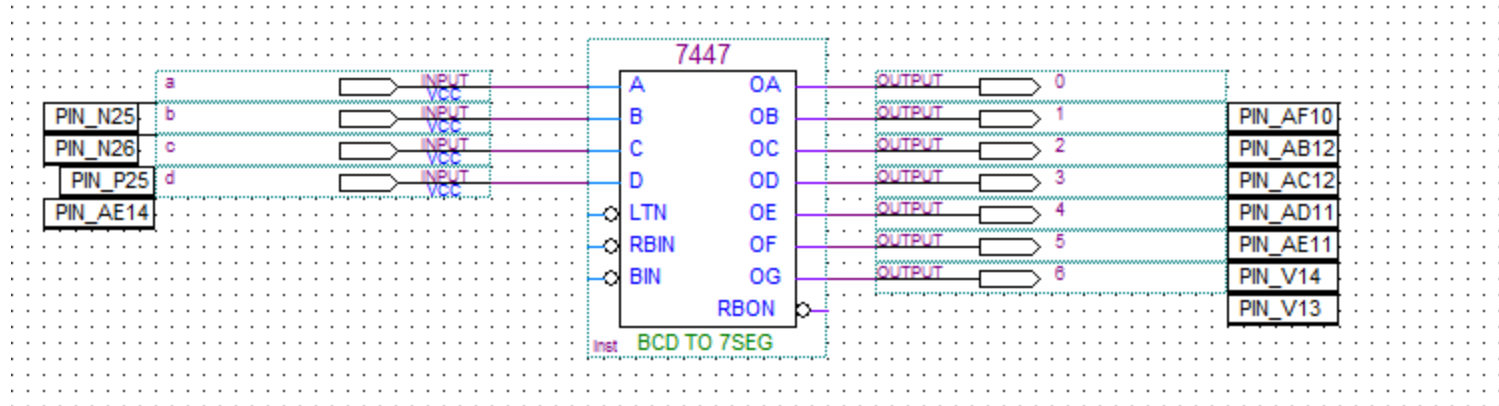 7447
a INPUT VCC A OA OUTPUT 0
PIN_N25 b INPUT VCC B OB OUTPUT 1 PIN_AF10
PIN_N26 c INPUT VCC C OC OUTPUT 2 PIN_AB12
PIN_P25 d INPUT VCC D OD OUTPUT 3 PIN_AC12
PIN_AE14 LTN OE OUTPUT 4 PIN_AD11
RBIN OF OUTPUT 5 PIN_AE11
BIN OG OUTPUT 6 PIN_V14
RBON PIN_V13
inst BCD TO 7SEG